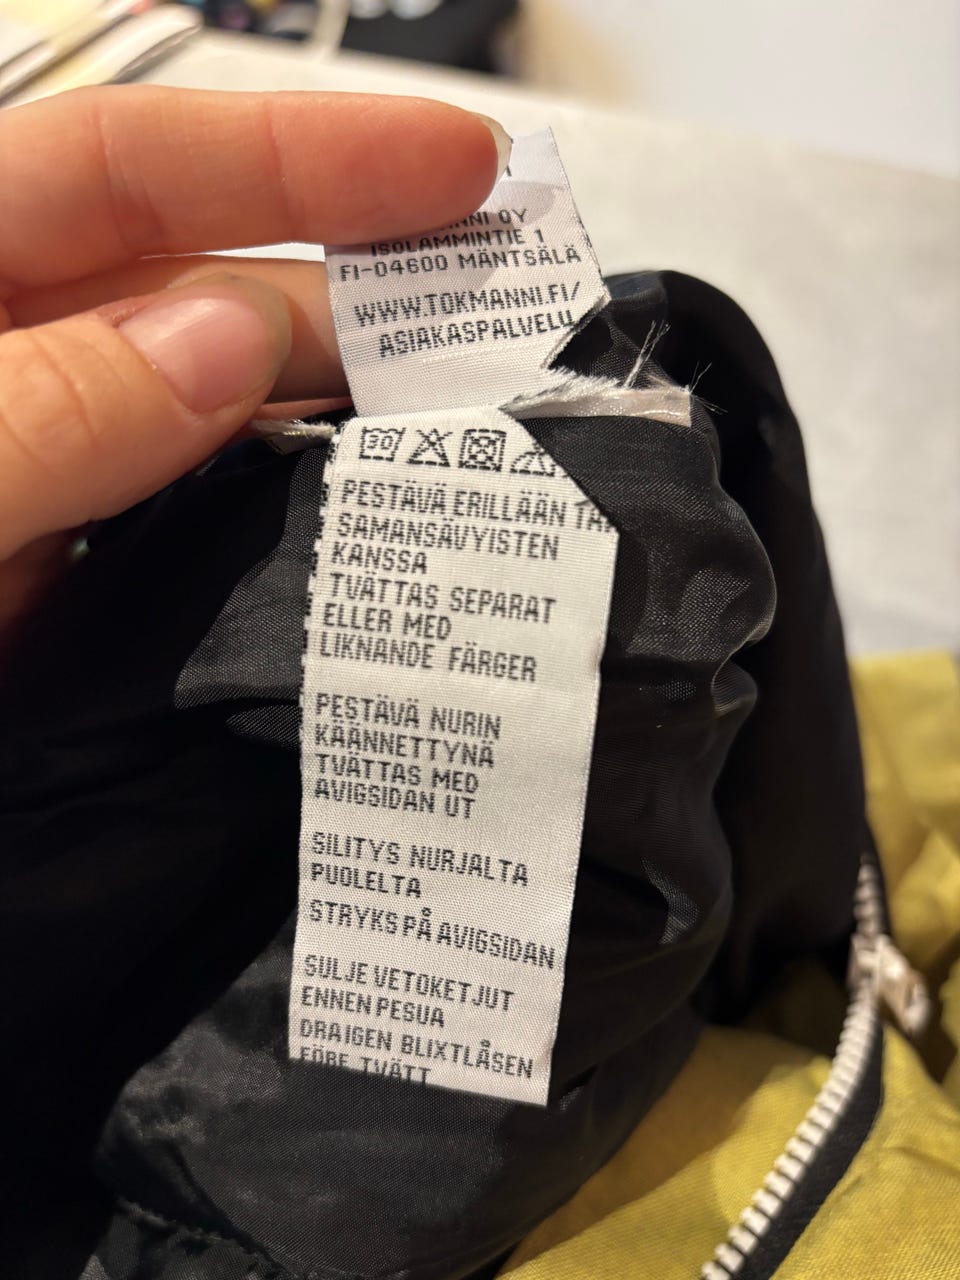 OY
ISOLAMMINTIE 1
FI-04600 MÄNTSÄLÄ
WWW.TOKMANNI.FI/
ASIAKASPALVELU
30
PESTÄVÄ ERILLÄÄN
SAMANSÄVYISTEN
KANSSA
TVÄTTAS SEPARAT
ELLER MED
LIKNANDE FÄRGER
PESTÄVÄ NURIN
KÄÄNNETTYNÄ
TVÄTTAS MED
AVIGSIDAN UT
SILITYS NURJALTA
PUOLELTA
STRYKS PÅ AVIGSIDAN
SULJE VETOKETJUT
ENNEN PESUA
DRAIGEN BLIXTLÅSEN
FÖRE TVÄTT